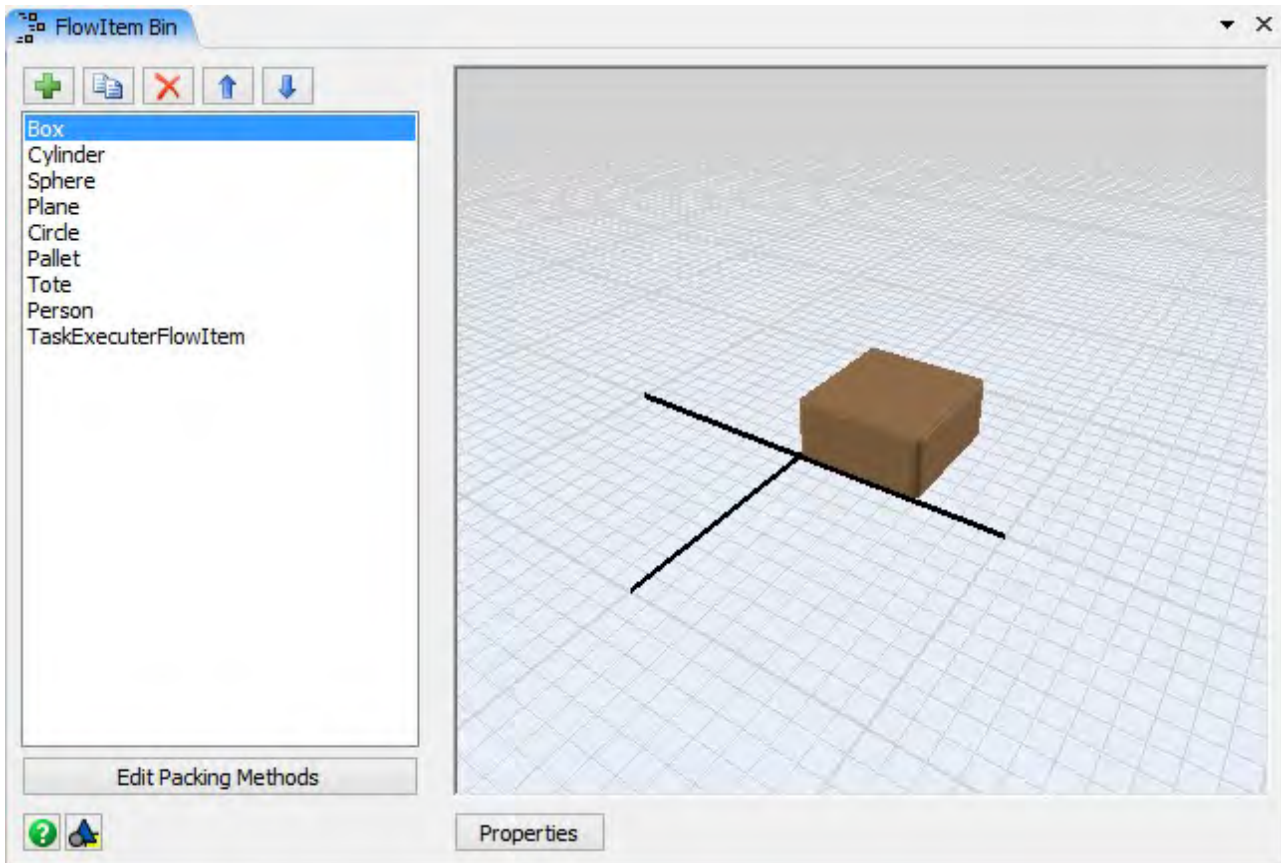 FlowItem Bin
Box
Cylinder
Sphere
Plane
Circle
Pallet
Tote
Person
TaskExecuterFlowItem
Edit Packing Methods
Properties